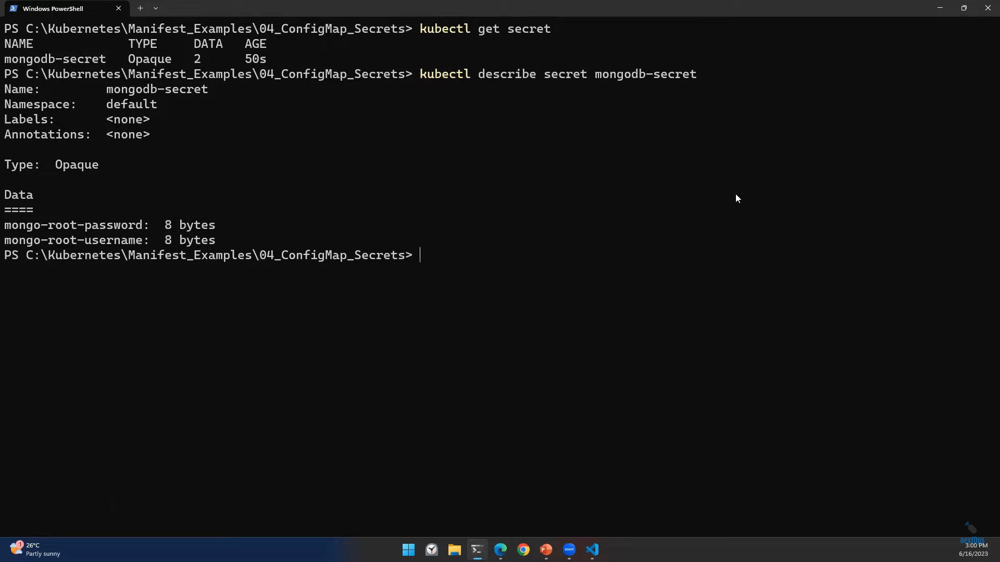 Windows PowerShell
PS C:\Kubernetes\Manifest_Examples\04_ConfigMap_Secrets> kubectl get secret
NAME TYPE DATA AGE
mongodb-secret Opaque 2 50s
PS C:\Kubernetes\Manifest_Examples\04_ConfigMap_Secrets> kubectl describe secret mongodb-secret
Name: mongodb-secret
Namespace: default
Labels: <none>
Annotations: <none>
Type: Opaque
Data
====
mongo-root-password: 8 bytes
mongo-root-username: 8 bytes
PS C:\Kubernetes\Manifest_Examples\04_ConfigMap_Secrets>
nextOps
1
26°C
Partly sunny
P
zoom
3:00 PM
6/16/2023